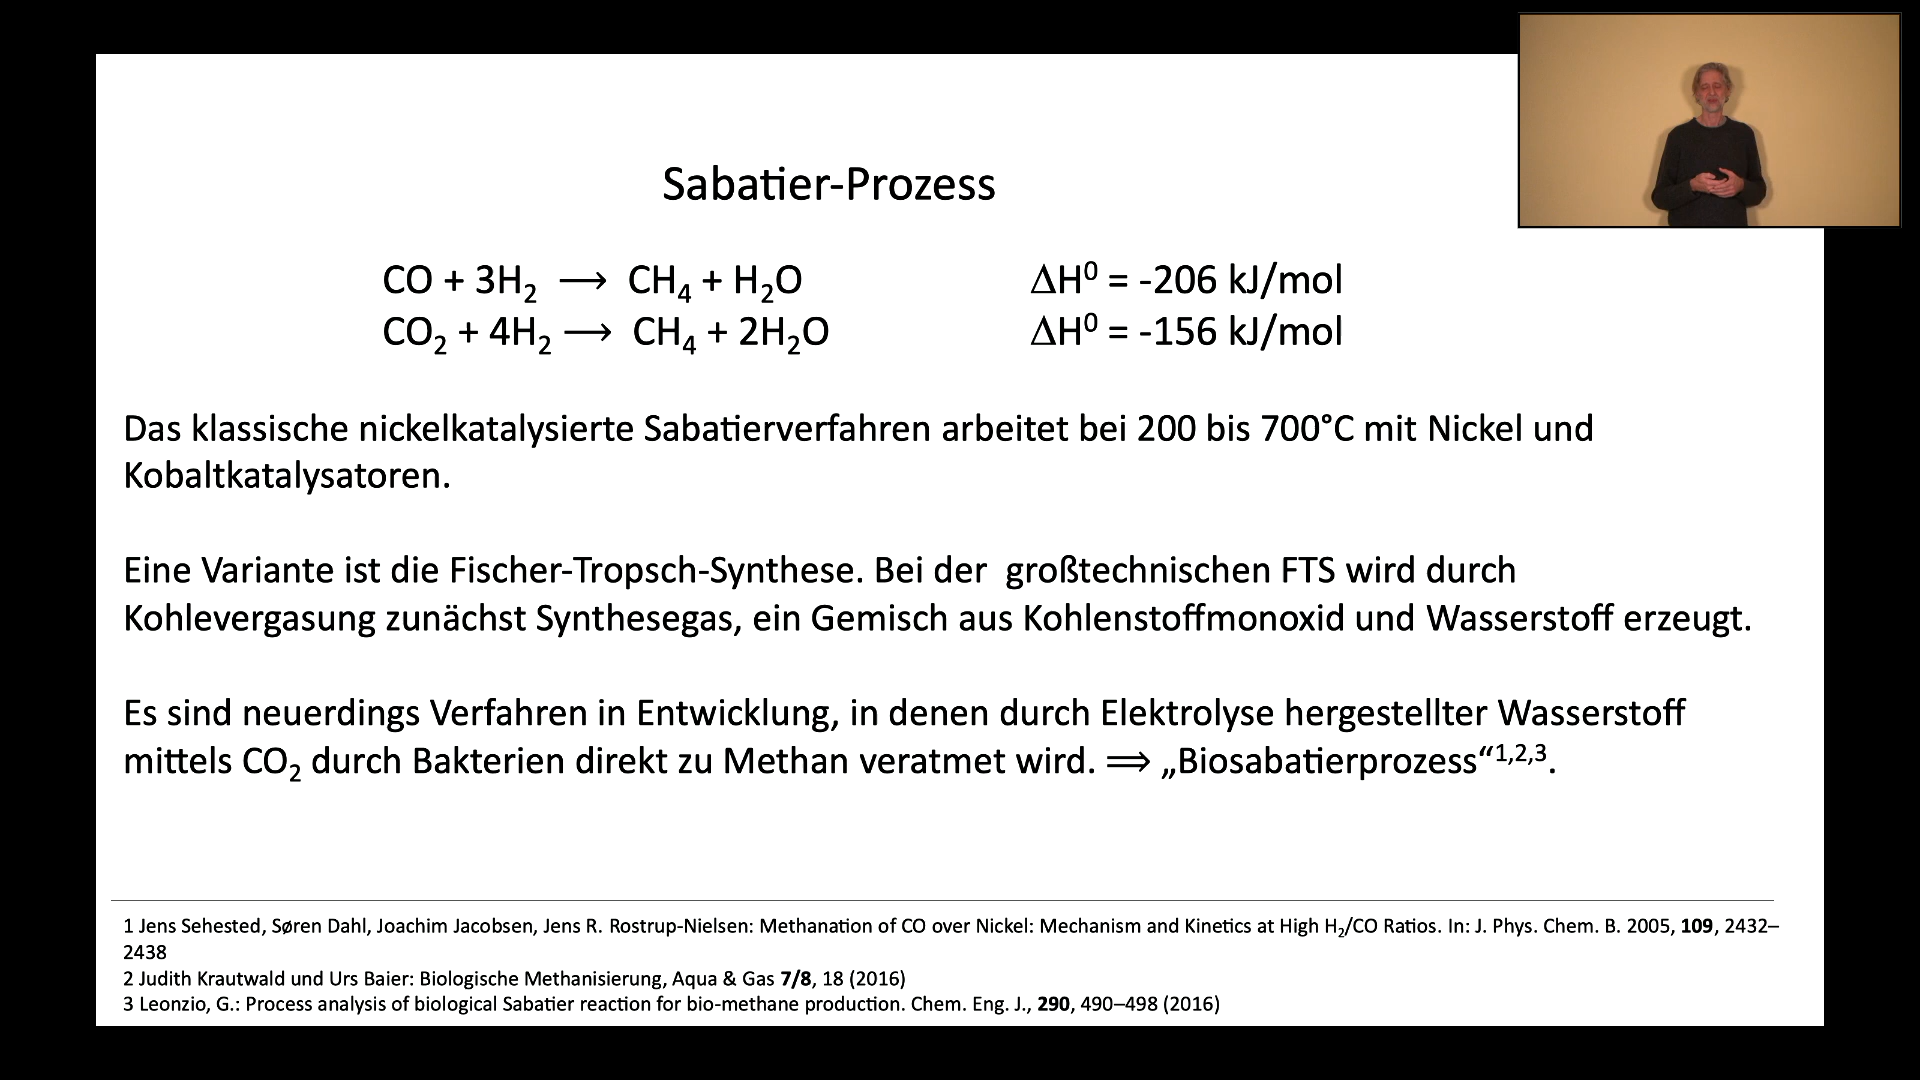 Sabatier-Prozess
CO + 3H₂ ⟶ CH₄ + H₂O ΔH⁰ = -206 kJ/mol
CO₂ + 4H₂ ⟶ CH₄ + 2H₂O ΔH⁰ = -156 kJ/mol
Das klassische nickelkatalysierte Sabatierverfahren arbeitet bei 200 bis 700°C mit Nickel und
Kobaltkatalysatoren.
Eine Variante ist die Fischer-Tropsch-Synthese. Bei der großtechnischen FTS wird durch
Kohlevergasung zunächst Synthesegas, ein Gemisch aus Kohlenstoffmonoxid und Wasserstoff erzeugt.
Es sind neuerdings Verfahren in Entwicklung, in denen durch Elektrolyse hergestellter Wasserstoff
mittels CO₂ durch Bakterien direkt zu Methan veratmet wird. ⟹ „Biosabatierprozess“¹,²,³.
1 Jens Sehested, Søren Dahl, Joachim Jacobsen, Jens R. Rostrup-Nielsen: Methanation of CO over Nickel: Mechanism and Kinetics at High H₂/CO Ratios. In: J. Phys. Chem. B. 2005, 109, 2432–
2438
2 Judith Krautwald und Urs Baier: Biologische Methanisierung, Aqua & Gas 7/8, 18 (2016)
3 Leonzio, G.: Process analysis of biological Sabatier reaction for bio-methane production. Chem. Eng. J., 290, 490–498 (2016)